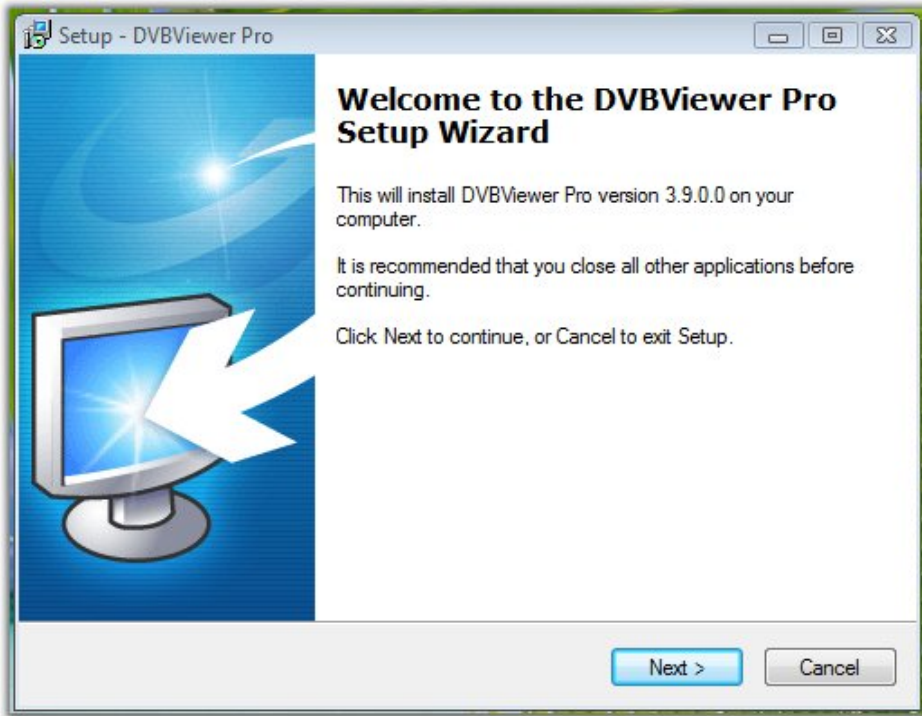 Setup - DVBViewer Pro
Welcome to the DVBViewer Pro
Setup Wizard
This will install DVBViewer Pro version 3.9.0.0 on your
computer.
It is recommended that you close all other applications before
continuing.
Click Next to continue, or Cancel to exit Setup.
Next >
Cancel